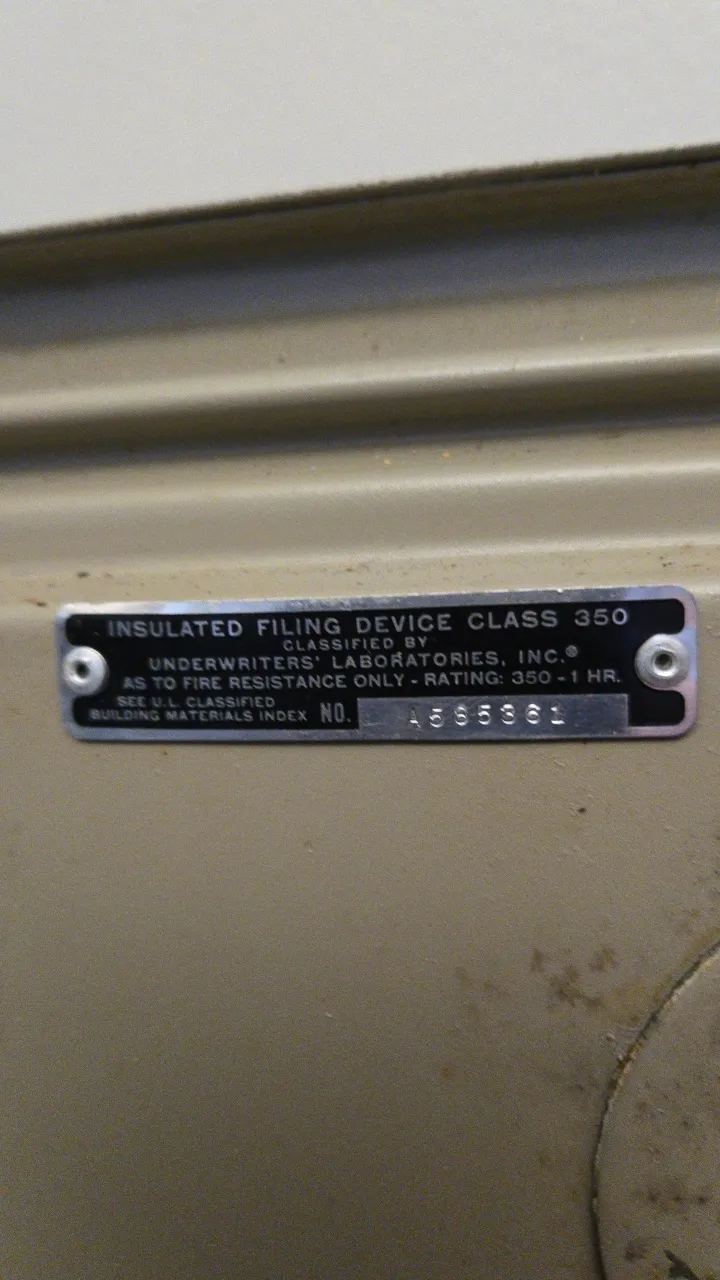 INSULATED FILING DEVICE CLASS 350
CLASSIFIED BY
UNDERWRITERS' LABORATORIES, INC.®
AS TO FIRE RESISTANCE ONLY - RATING: 350 - 1 HR.
SEE U.L. CLASSIFIED
BUILDING MATERIALS INDEX NO. A565361